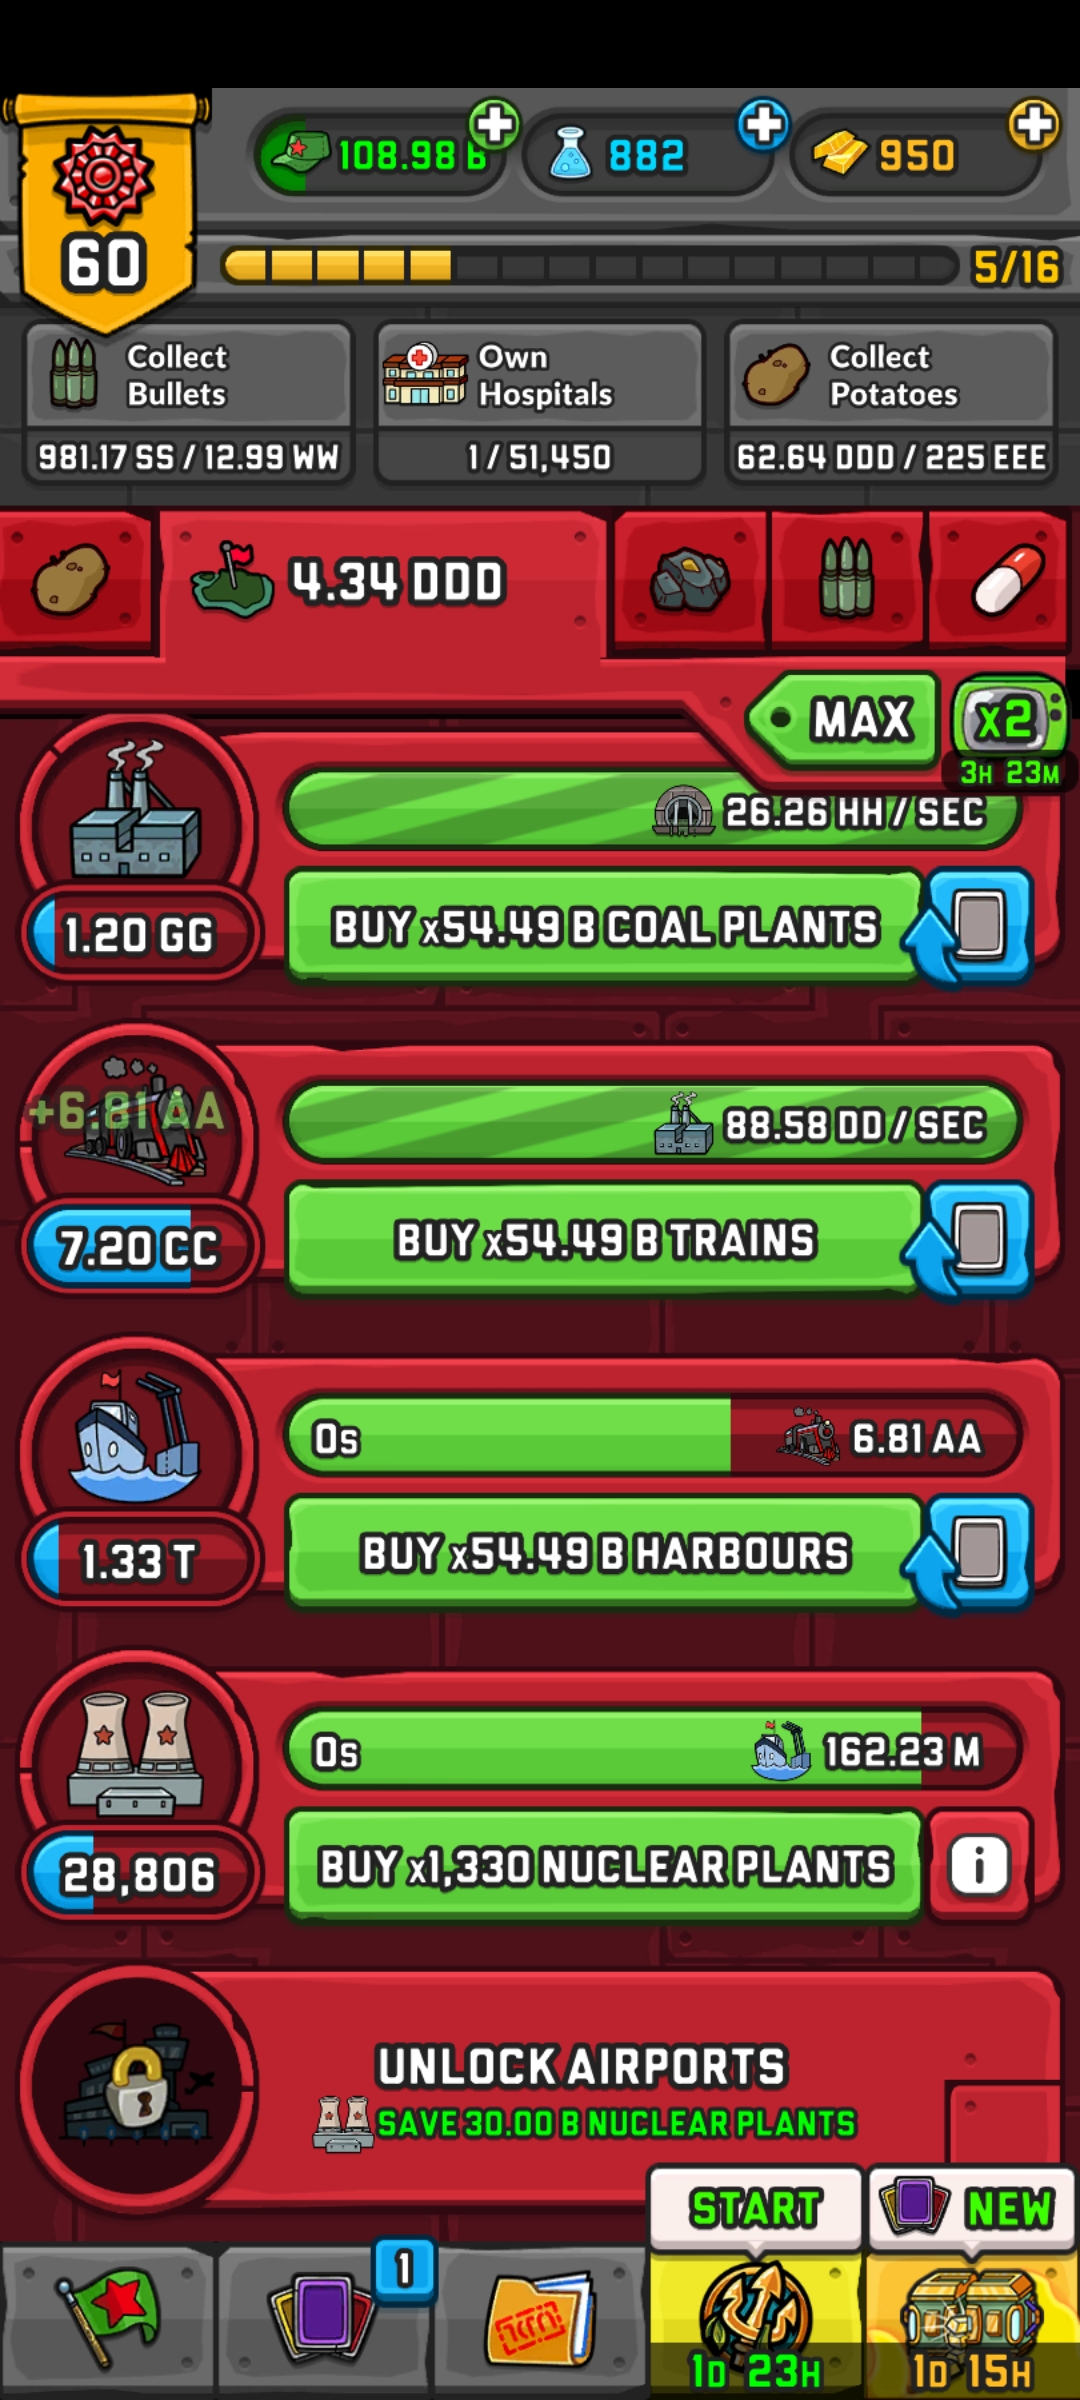 108.98 B
882
950
60
5/16
Collect
Bullets
981.17 SS / 12.99 WW
Own
Hospitals
1 / 51,450
Collect
Potatoes
62.64 DDD / 225 EEE
4.34 DDD
MAX
x2
3H 23M
26.26 HH / SEC
1.20 GG
BUY x54.49 B COAL PLANTS
+6.81 AA
88.58 DD / SEC
7.20 CC
BUY x54.49 B TRAINS
0s
6.81 AA
1.33 T
BUY x54.49 B HARBOURS
0s
162.23 M
28,806
BUY x1,330 NUCLEAR PLANTS
i
UNLOCK AIRPORTS
SAVE 30.00 B NUCLEAR PLANTS
START
NEW
1
1D 23H
1D 15H